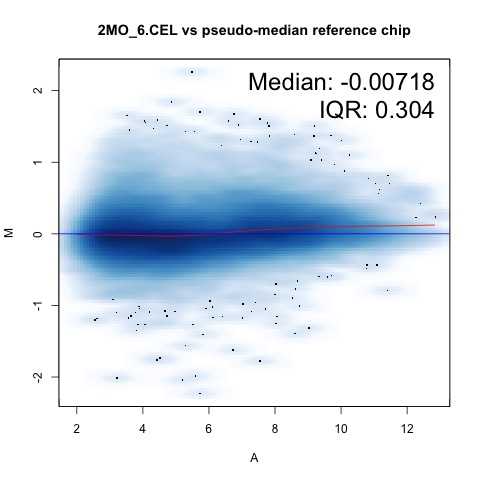 2MO_6.CEL vs pseudo-median reference chip
Median: -0.00718
IQR: 0.304
2
1
0
-1
-2
M
2 4 6 8 10 12
A